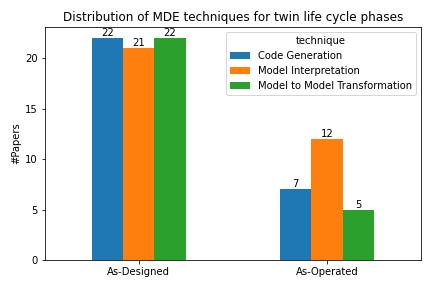 Distribution of MDE techniques for twin life cycle phases
technique
Code Generation
Model Interpretation
Model to Model Transformation
#Papers
20
15
10
5
0
22
21
22
7
12
5
As-Designed
As-Operated